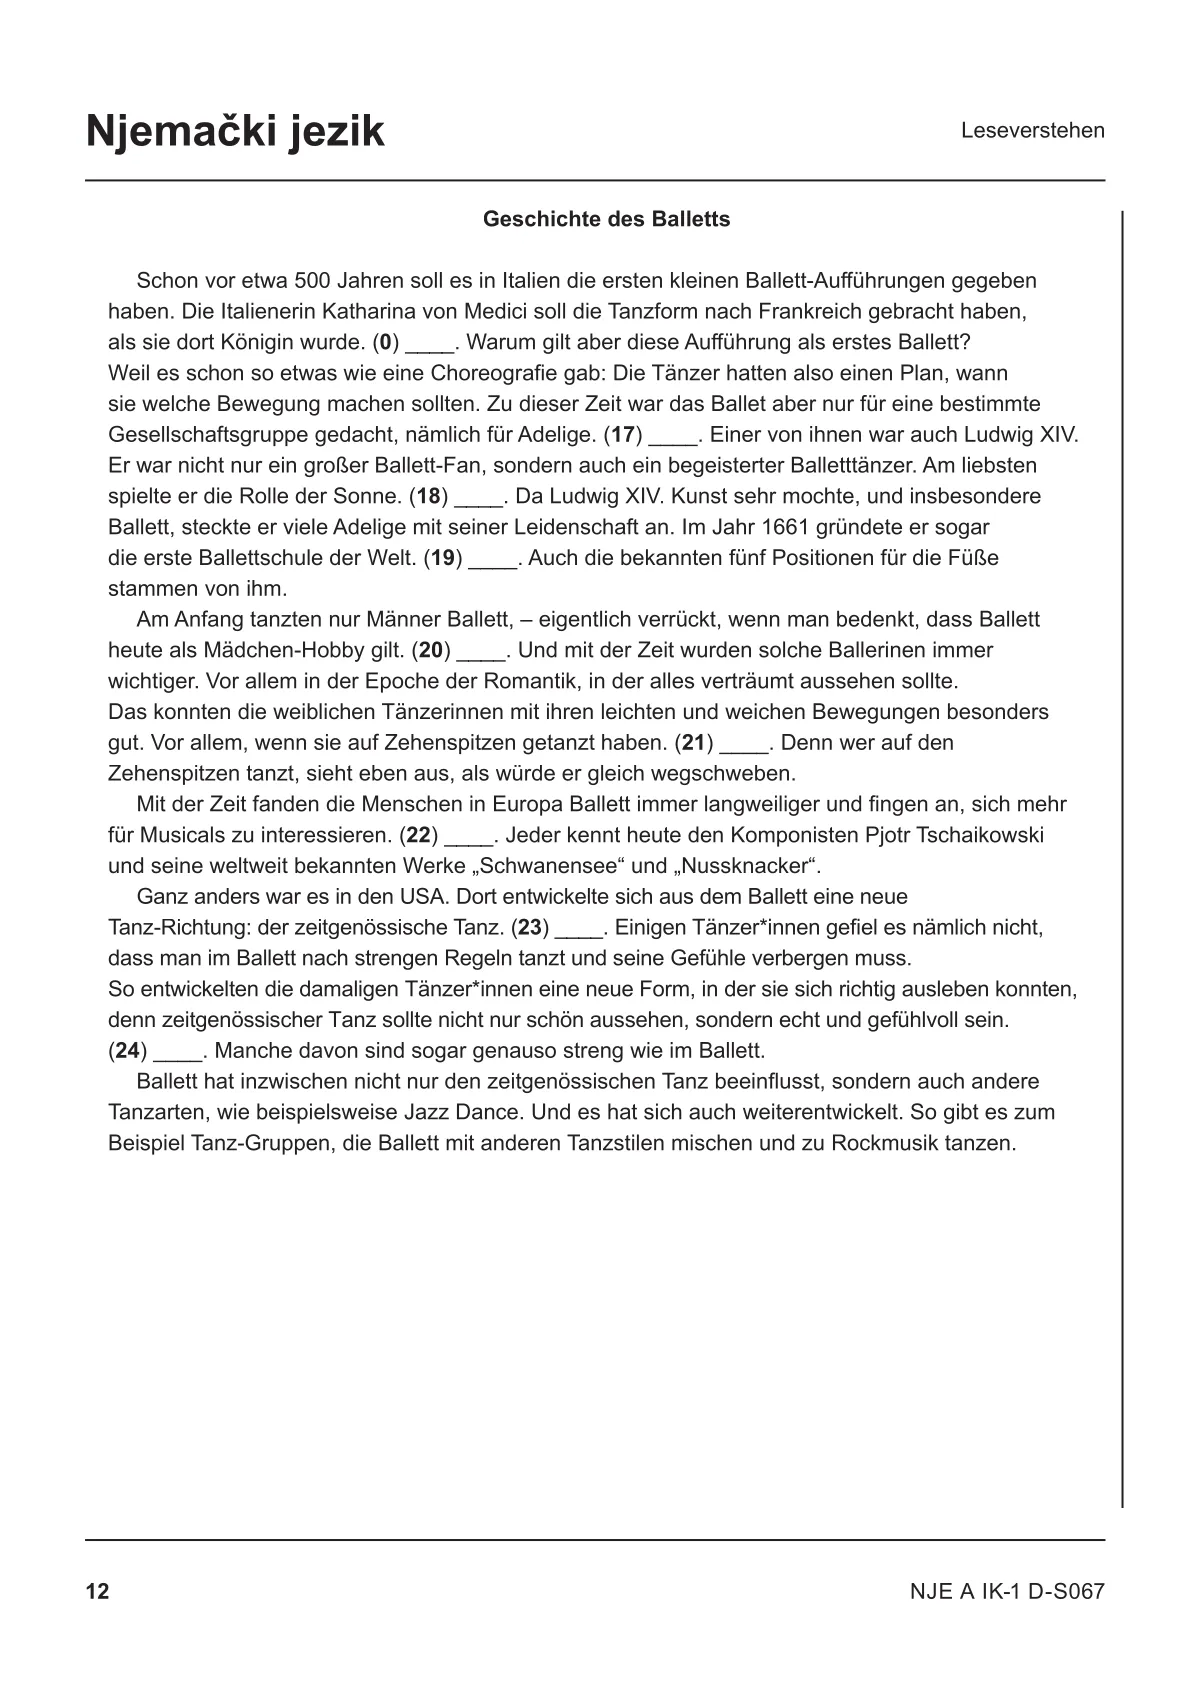 Njemački jezik
Leseverstehen
Geschichte des Balletts
Schon vor etwa 500 Jahren soll es in Italien die ersten kleinen Ballett-Aufführungen gegeben
haben. Die Italienerin Katharina von Medici soll die Tanzform nach Frankreich gebracht haben,
als sie dort Königin wurde. (0) ____. Warum gilt aber diese Aufführung als erstes Ballett?
Weil es schon so etwas wie eine Choreografie gab: Die Tänzer hatten also einen Plan, wann
sie welche Bewegung machen sollten. Zu dieser Zeit war das Ballet aber nur für eine bestimmte
Gesellschaftsgruppe gedacht, nämlich für Adelige. (17) ____. Einer von ihnen war auch Ludwig XIV.
Er war nicht nur ein großer Ballett-Fan, sondern auch ein begeisterter Balletttänzer. Am liebsten
spielte er die Rolle der Sonne. (18) ____. Da Ludwig XIV. Kunst sehr mochte, und insbesondere
Ballett, steckte er viele Adelige mit seiner Leidenschaft an. Im Jahr 1661 gründete er sogar
die erste Ballettschule der Welt. (19) ____. Auch die bekannten fünf Positionen für die Füße
stammen von ihm.
Am Anfang tanzten nur Männer Ballett, – eigentlich verrückt, wenn man bedenkt, dass Ballett
heute als Mädchen-Hobby gilt. (20) ____. Und mit der Zeit wurden solche Ballerinen immer
wichtiger. Vor allem in der Epoche der Romantik, in der alles verträumt aussehen sollte.
Das konnten die weiblichen Tänzerinnen mit ihren leichten und weichen Bewegungen besonders
gut. Vor allem, wenn sie auf Zehenspitzen getanzt haben. (21) ____. Denn wer auf den
Zehenspitzen tanzt, sieht eben aus, als würde er gleich wegschweben.
Mit der Zeit fanden die Menschen in Europa Ballett immer langweiliger und fingen an, sich mehr
für Musicals zu interessieren. (22) ____. Jeder kennt heute den Komponisten Pjotr Tschaikowski
und seine weltweit bekannten Werke „Schwanensee“ und „Nussknacker“.
Ganz anders war es in den USA. Dort entwickelte sich aus dem Ballett eine neue
Tanz-Richtung: der zeitgenössische Tanz. (23) ____. Einigen Tänzer*innen gefiel es nämlich nicht,
dass man im Ballett nach strengen Regeln tanzt und seine Gefühle verbergen muss.
So entwickelten die damaligen Tänzer*innen eine neue Form, in der sie sich richtig ausleben konnten,
denn zeitgenössischer Tanz sollte nicht nur schön aussehen, sondern echt und gefühlvoll sein.
(24) ____. Manche davon sind sogar genauso streng wie im Ballett.
Ballett hat inzwischen nicht nur den zeitgenössischen Tanz beeinflusst, sondern auch andere
Tanzarten, wie beispielsweise Jazz Dance. Und es hat sich auch weiterentwickelt. So gibt es zum
Beispiel Tanz-Gruppen, die Ballett mit anderen Tanzstilen mischen und zu Rockmusik tanzen.
12
NJE A IK-1 D-S067